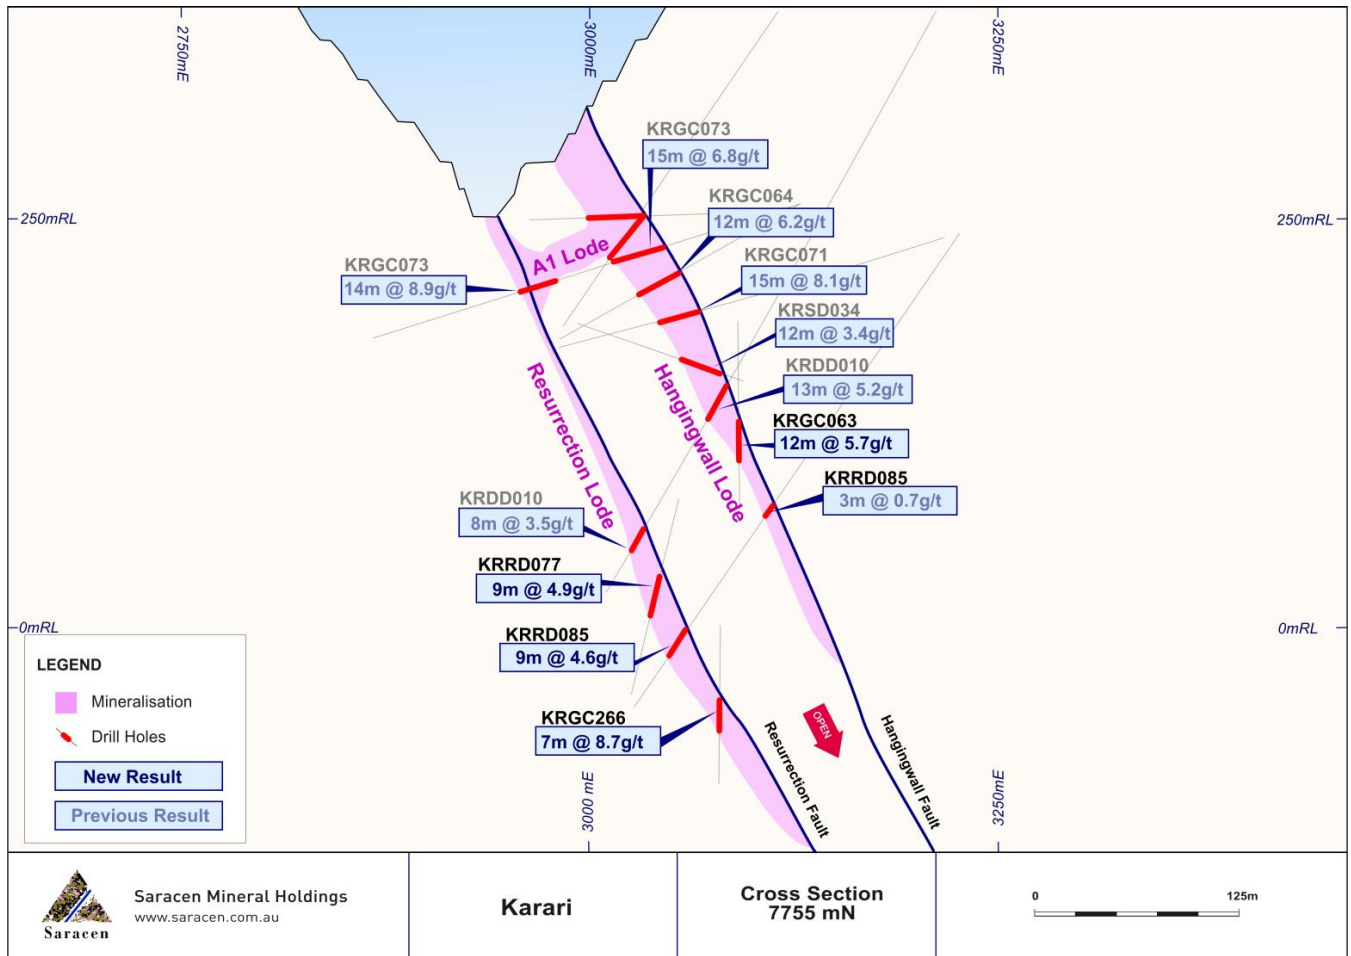 2750mE
3000mE
3250mE
KRGC073
15m @ 6.8g/t
KRGC064
12m @ 6.2g/t
250mRL
250mRL
A1 Lode
KRGC073
14m @ 8.9g/t
KRGC071
15m @ 8.1g/t
KRSD034
12m @ 3.4g/t
KRDD010
13m @ 5.2g/t
Resurrection Lode
Hangingwall Lode
KRGC063
12m @ 5.7g/t
KRRD085
3m @ 0.7g/t
KRDD010
8m @ 3.5g/t
KRRD077
9m @ 4.9g/t
KRRD085
9m @ 4.6g/t
0mRL
0mRL
KRGC266
7m @ 8.7g/t
OPEN
Resurrection Fault
Hangingwall Fault
LEGEND
Mineralisation
Drill Holes
New Result
Previous Result
3000 mE
3250mE
Saracen
Saracen Mineral Holdings
www.saracen.com.au
Karari
Cross Section
7755 mN
0
125m